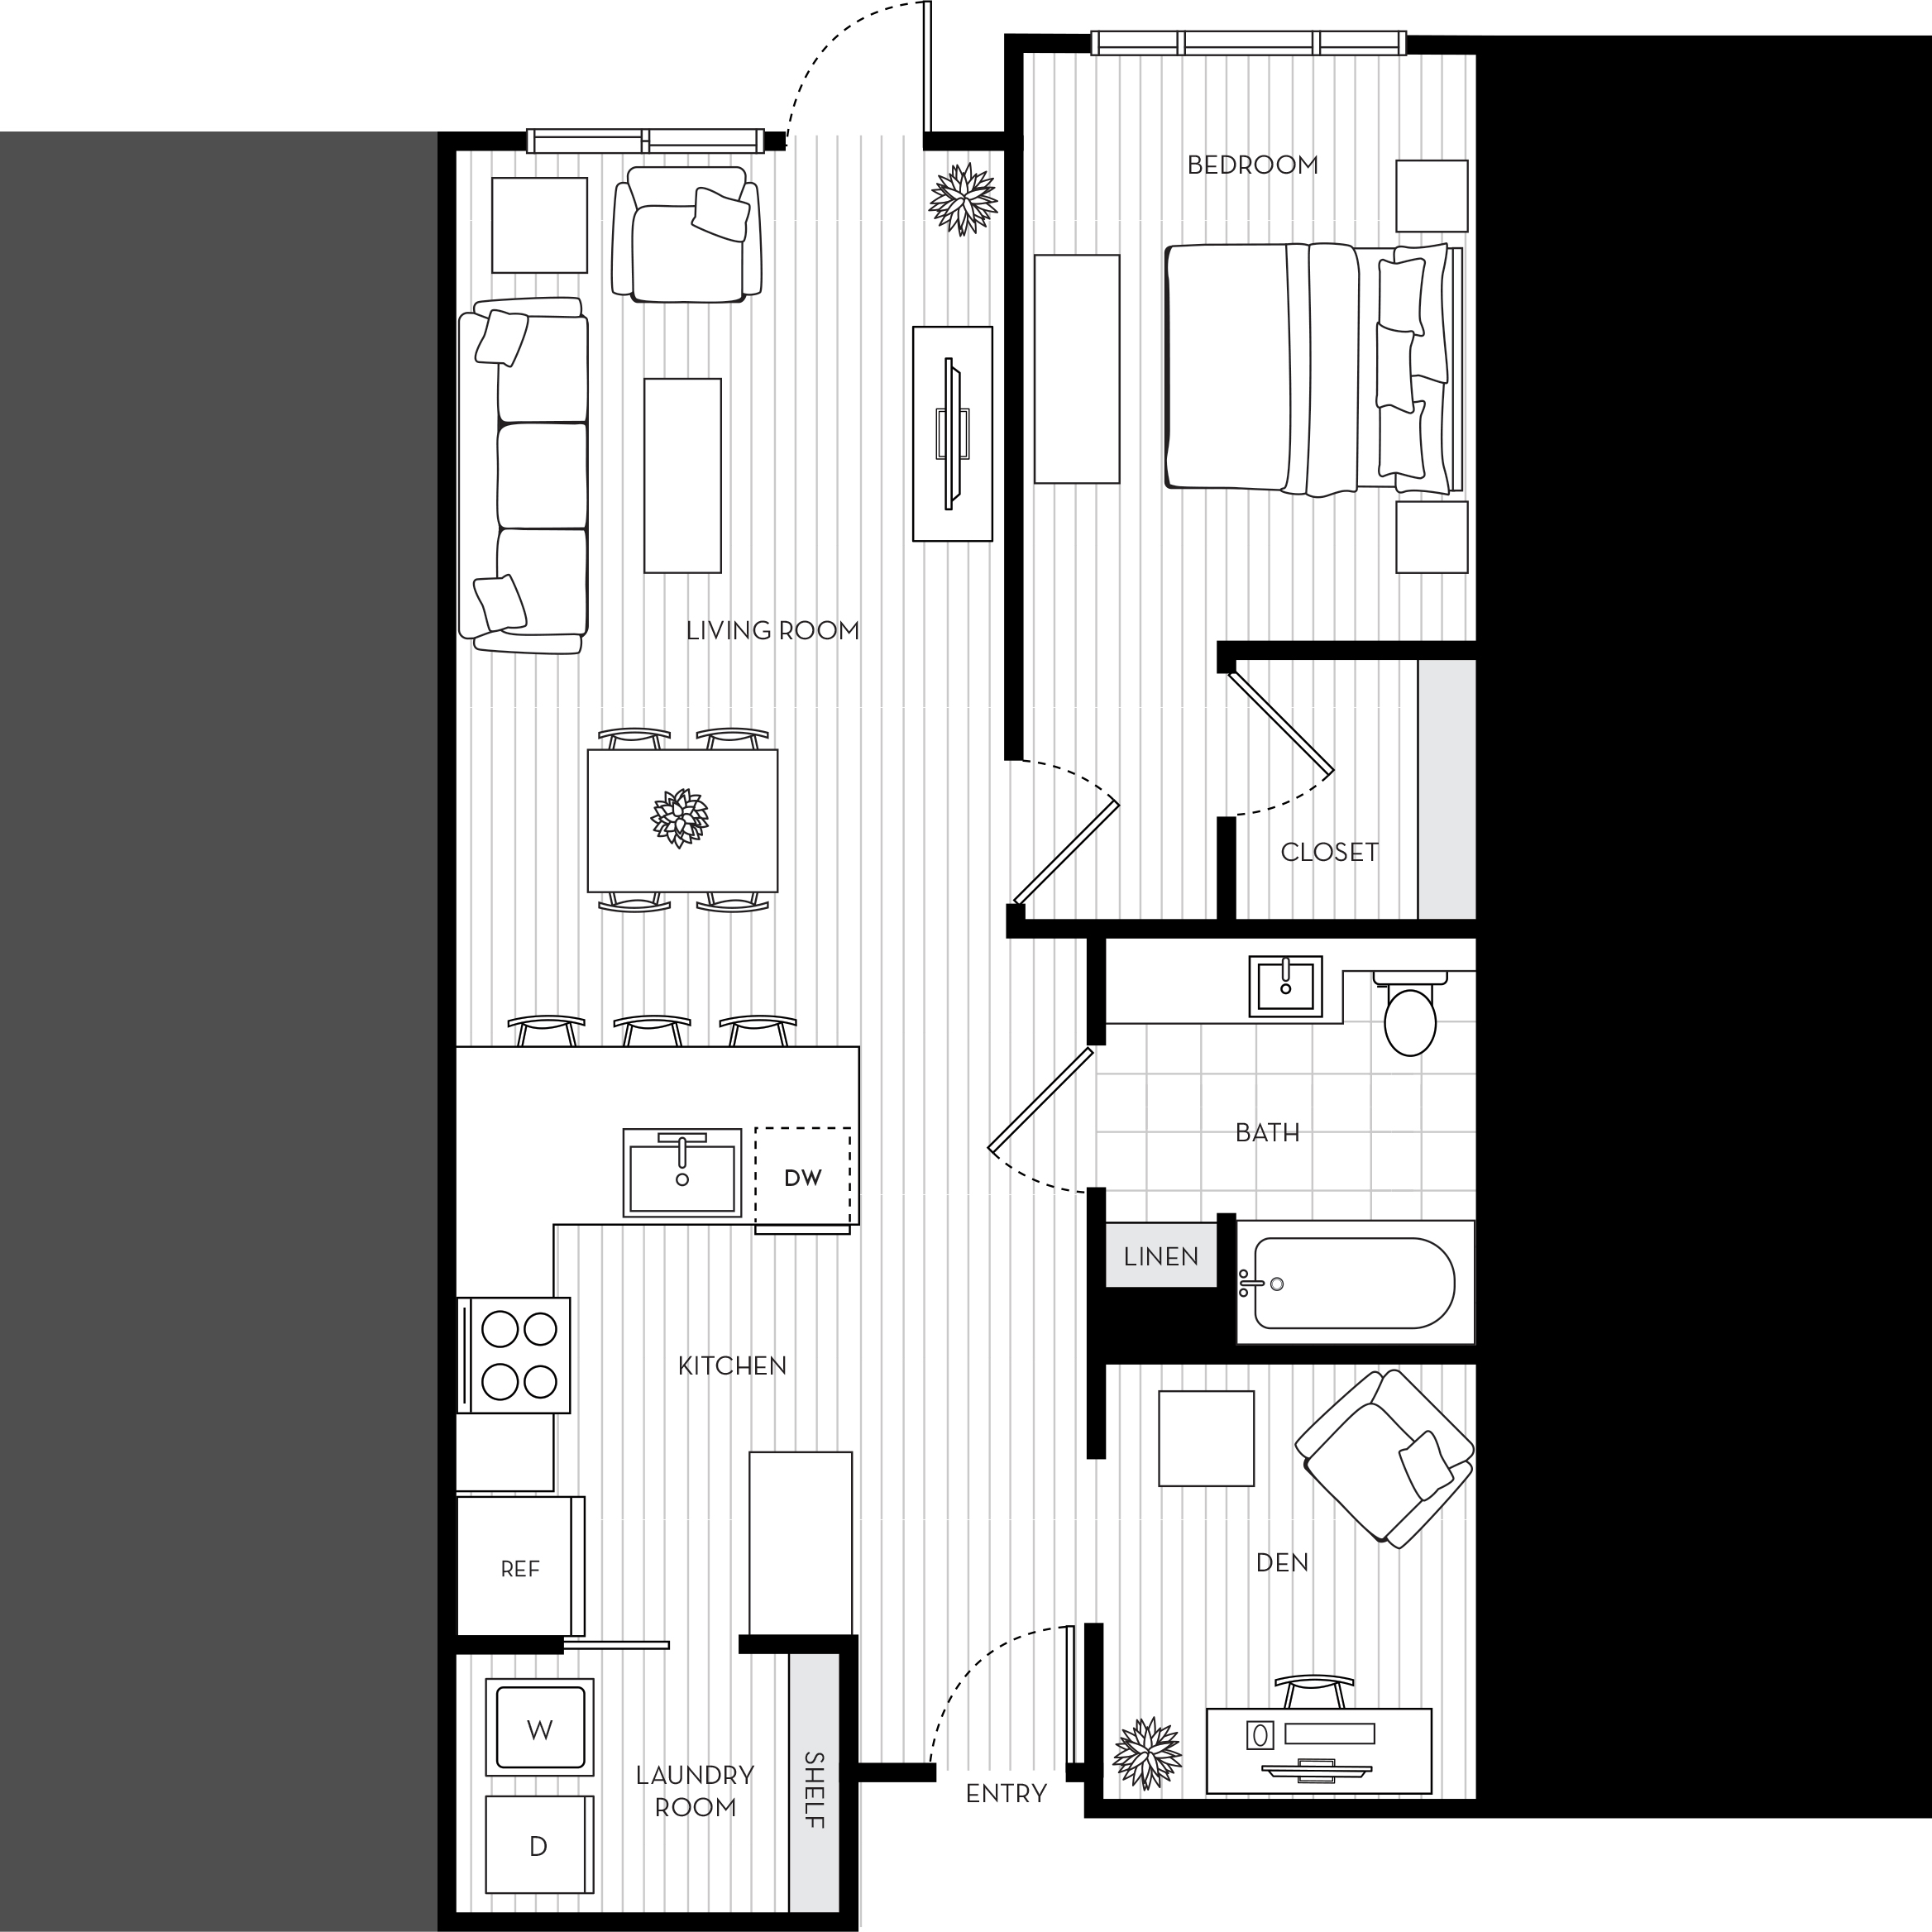 BEDROOM
LIVING ROOM
CLOSET
BATH
DW
LINEN
KITCHEN
REF
DEN
W
LAUNDRY
ROOM
SHELF
ENTRY
D